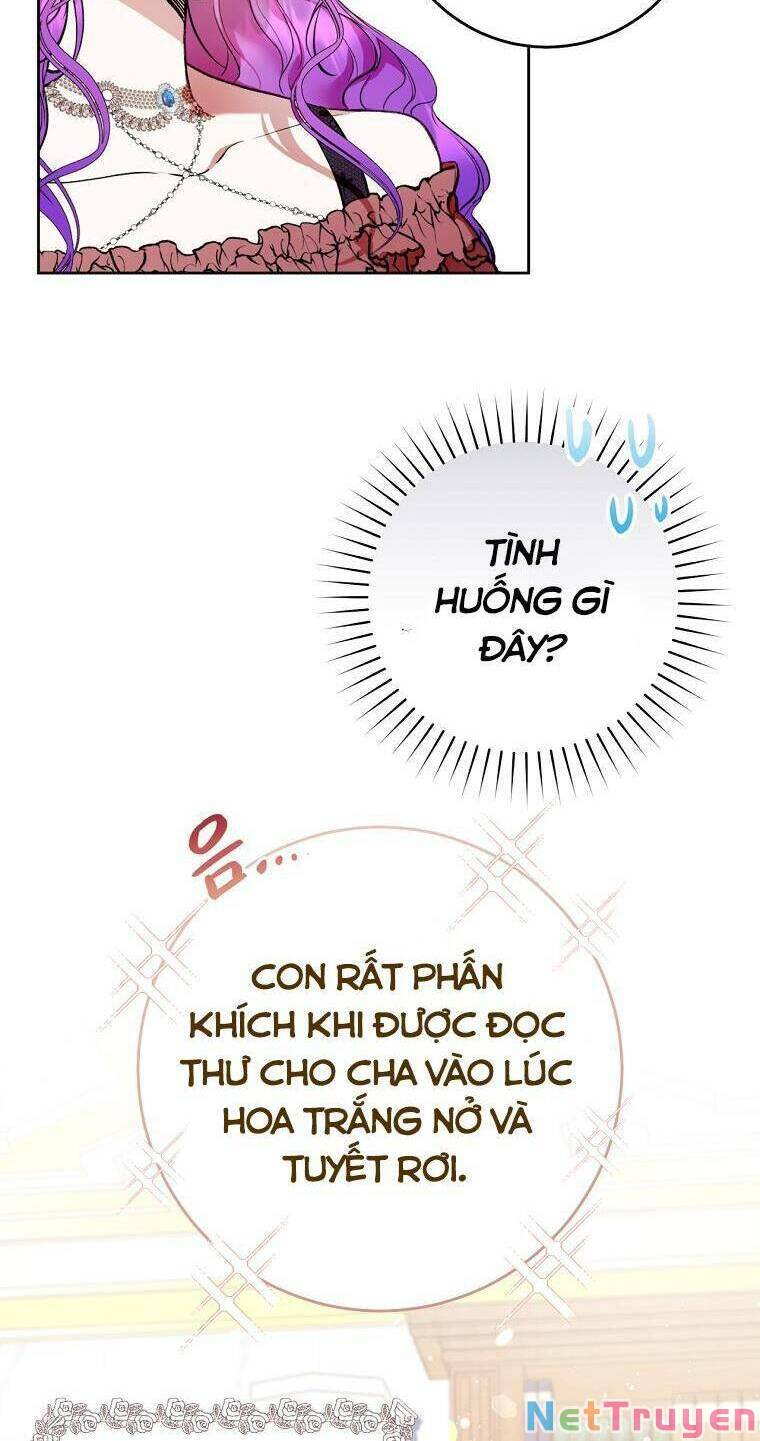 TÌNH
HUỐNG GÌ
ĐÂY?
음...
CON RẤT PHẤN
KHÍCH KHI ĐƯỢC ĐỌC
THƯ CHO CHA VÀO LÚC
HOA TRẮNG NỞ VÀ
TUYẾT RƠI.
NetTruyen